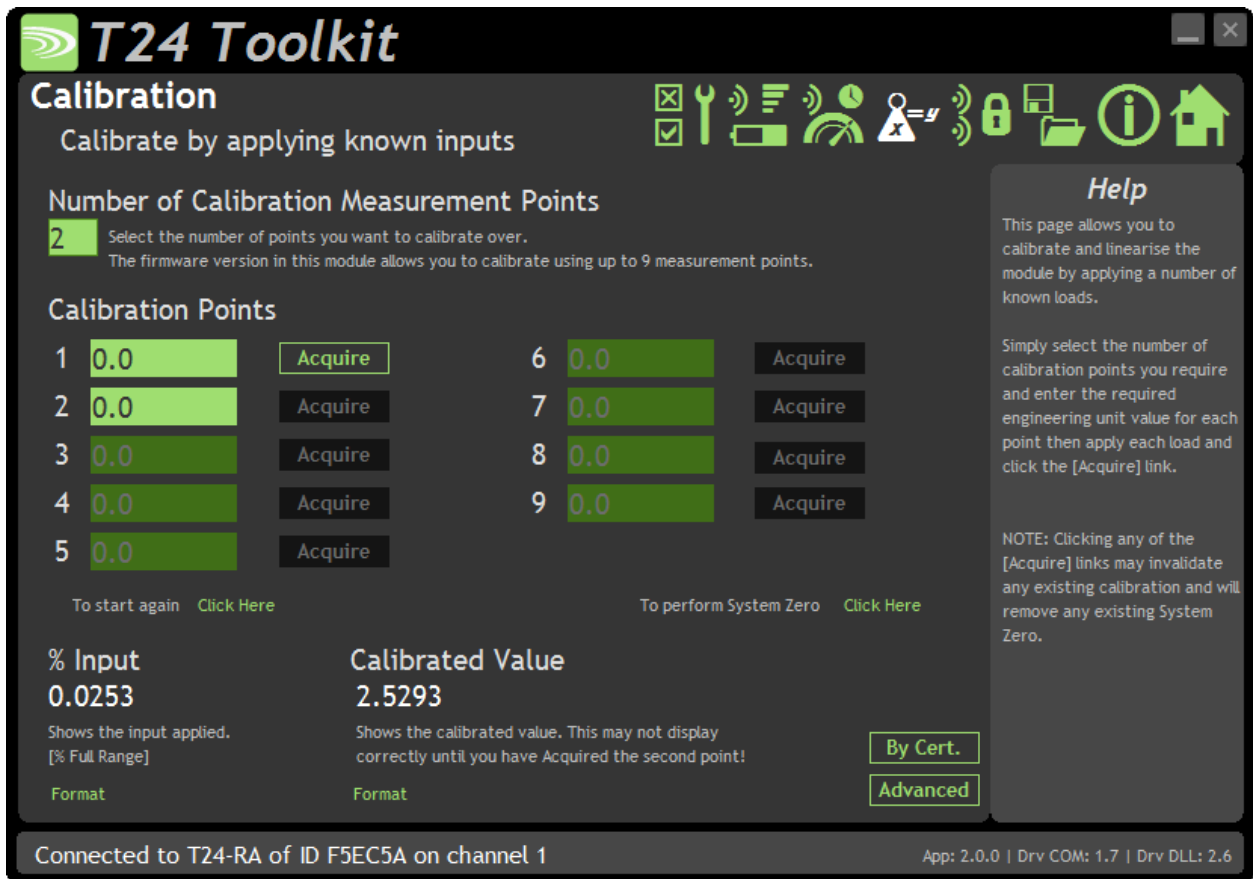 T24 Toolkit
Calibration
Calibrate by applying known inputs
x=y
Number of Calibration Measurement Points
2
Select the number of points you want to calibrate over.
The firmware version in this module allows you to calibrate using up to 9 measurement points.
Calibration Points
1 0.0 Acquire
2 0.0 Acquire
3 0.0 Acquire
4 0.0 Acquire
5 0.0 Acquire
6 0.0 Acquire
7 0.0 Acquire
8 0.0 Acquire
9 0.0 Acquire
To start again Click Here
To perform System Zero Click Here
% Input
0.0253
Shows the input applied.
[% Full Range]
Format
Calibrated Value
2.5293
Shows the calibrated value. This may not display
correctly until you have Acquired the second point!
Format
By Cert.
Advanced
Help
This page allows you to
calibrate and linearise the
module by applying a number of
known loads.
Simply select the number of
calibration points you require
and enter the required
engineering unit value for each
point then apply each load and
click the [Acquire] link.
NOTE: Clicking any of the
[Acquire] links may invalidate
any existing calibration and will
remove any existing System
Zero.
Connected to T24-RA of ID F5EC5A on channel 1
App: 2.0.0 | Drv COM: 1.7 | Drv DLL: 2.6